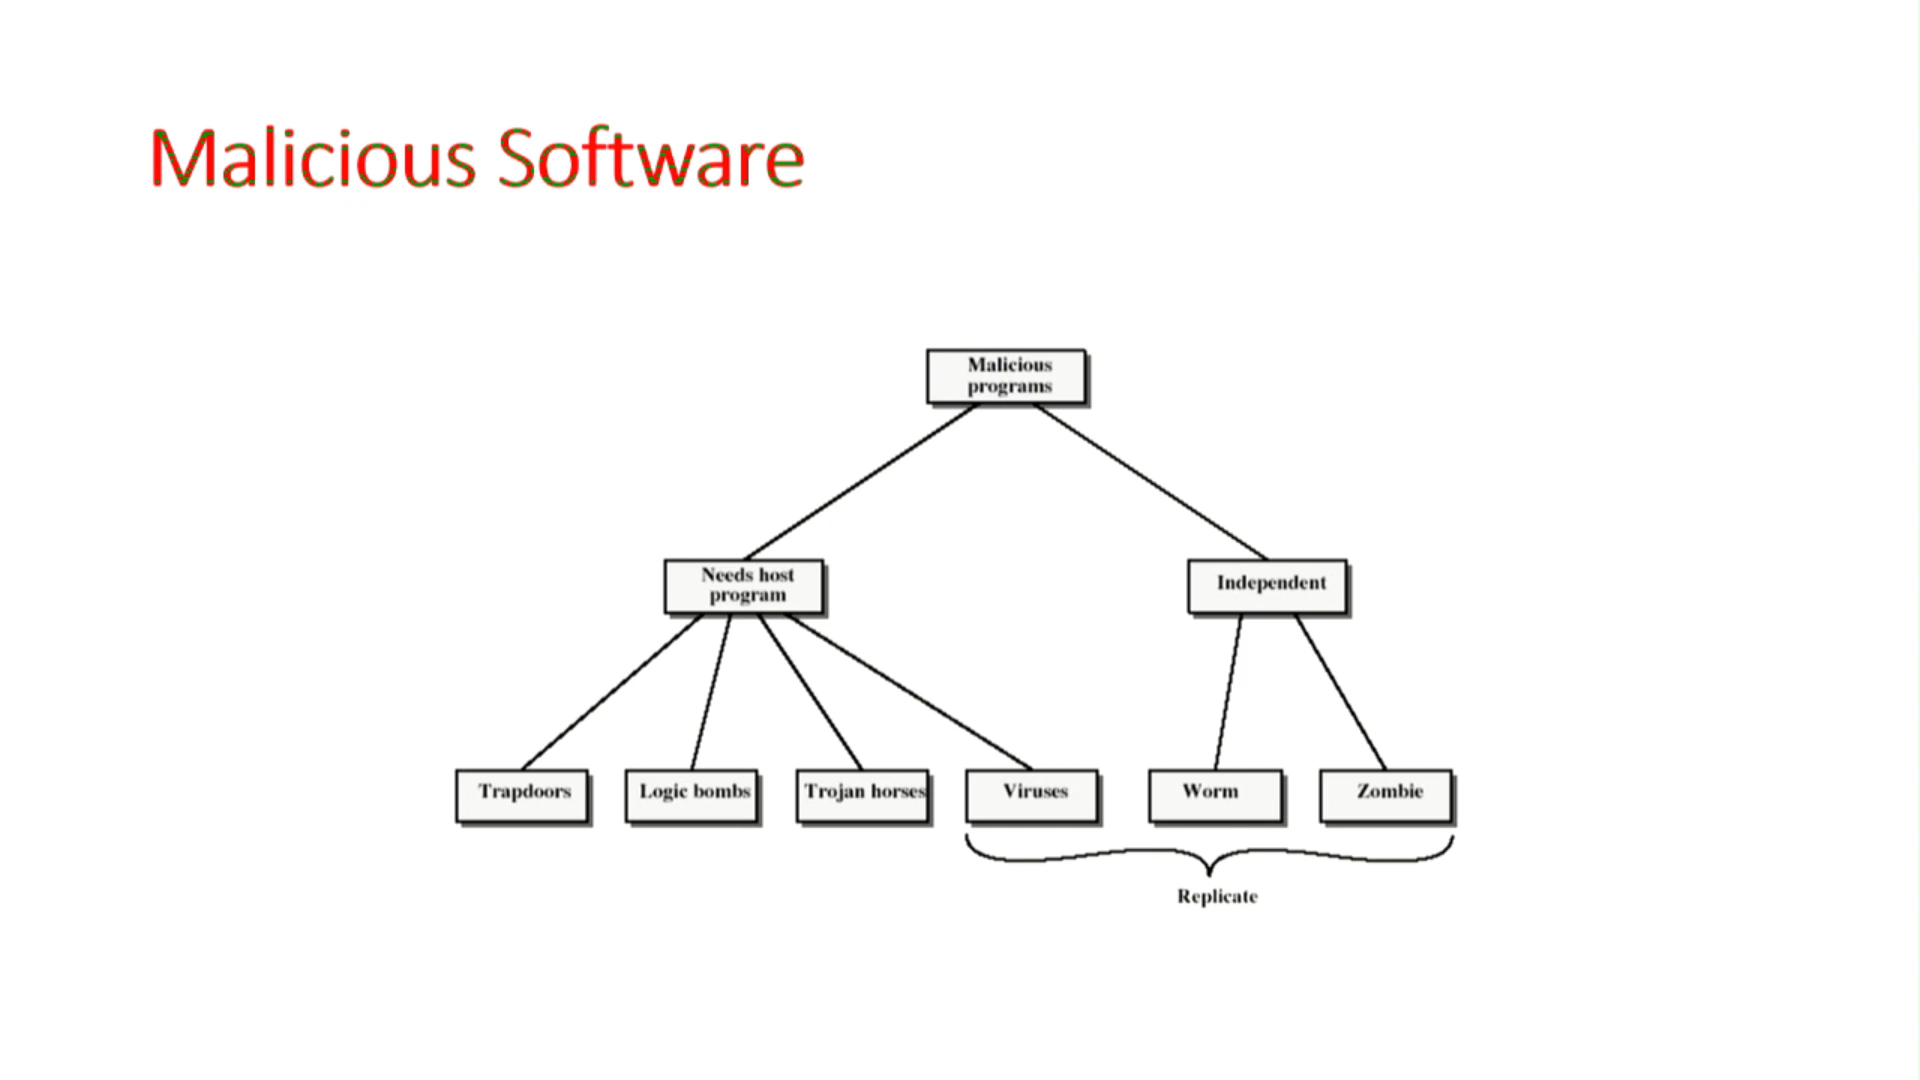 Malicious Software
Malicious
programs
Needs host
program
Independent
Trapdoors
Logic bombs
Trojan horses
Viruses
Worm
Zombie
Replicate